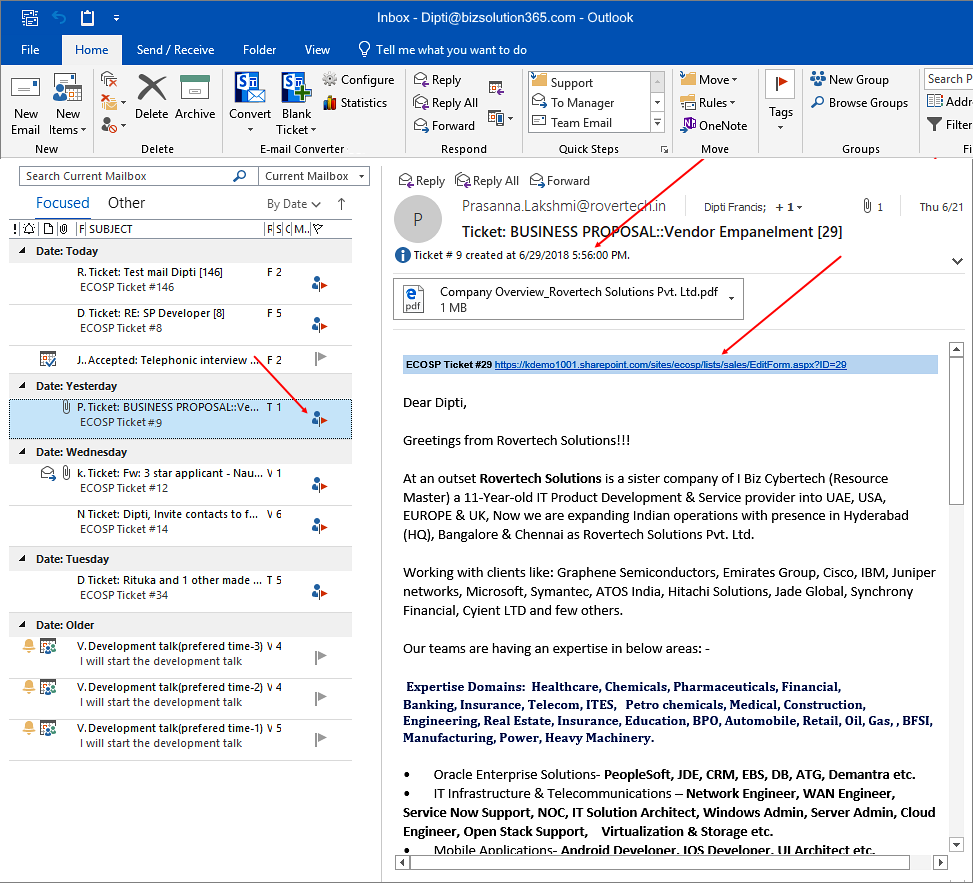 Inbox - Dipti@bizsolution365.com - Outlook
File Home Send / Receive Folder View Tell me what you want to do
New Email
New Items
Delete
Archive
Convert
Blank Ticket
Configure
Statistics
Reply
Reply All
Forward
Support
To Manager
Team Email
Move
Rules
OneNote
Tags
New Group
Browse Groups
Search P
Addre
Filter
New Delete E-mail Converter Respond Quick Steps Move Groups Fi
Search Current Mailbox Current Mailbox
Focused Other By Date
! F SUBJECT R S C M..
Date: Today
R. Ticket: Test mail Dipti [146] F 2
ECOSP Ticket #146
D Ticket: RE: SP Developer [8] F 5
ECOSP Ticket #8
J.. Accepted: Telephonic interview ... F 2
Date: Yesterday
P. Ticket: BUSINESS PROPOSAL::Ve... T 1
ECOSP Ticket #9
Date: Wednesday
k. Ticket: Fw: 3 star applicant - Nau... V 1
ECOSP Ticket #12
N Ticket: Dipti, Invite contacts to f... V 6
ECOSP Ticket #14
Date: Tuesday
D Ticket: Rituka and 1 other made ... T 5
ECOSP Ticket #34
Date: Older
V. Development talk(prefered time-3) V 4
I will start the development talk
V. Development talk(prefered time-2) V 4
I will start the development talk
V. Development talk(prefered time-1) V 5
I will start the development talk
Reply Reply All Forward
P
Prasanna.Lakshmi@rovertech.in Dipti Francis; + 1 1 Thu 6/21
Ticket: BUSINESS PROPOSAL::Vendor Empanelment [29]
Ticket # 9 created at 6/29/2018 5:56:00 PM.
pdf
Company Overview_Rovertech Solutions Pvt. Ltd.pdf
1 MB
ECOSP Ticket #29 https://kdemo1001.sharepoint.com/sites/ecosp/lists/sales/EditForm.aspx?ID=29
Dear Dipti,
Greetings from Rovertech Solutions!!!
At an outset Rovertech Solutions is a sister company of I Biz Cybertech (Resource
Master) a 11-Year-old IT Product Development & Service provider into UAE, USA,
EUROPE & UK, Now we are expanding Indian operations with presence in Hyderabad
(HQ), Bangalore & Chennai as Rovertech Solutions Pvt. Ltd.
Working with clients like: Graphene Semiconductors, Emirates Group, Cisco, IBM, Juniper
networks, Microsoft, Symantec, ATOS India, Hitachi Solutions, Jade Global, Synchrony
Financial, Cyient LTD and few others.
Our teams are having an expertise in below areas: -
Expertise Domains: Healthcare, Chemicals, Pharmaceuticals, Financial,
Banking, Insurance, Telecom, ITES, Petro chemicals, Medical, Construction,
Engineering, Real Estate, Insurance, Education, BPO, Automobile, Retail, Oil, Gas, , BFSI,
Manufacturing, Power, Heavy Machinery.
• Oracle Enterprise Solutions- PeopleSoft, JDE, CRM, EBS, DB, ATG, Demantra etc.
• IT Infrastructure & Telecommunications – Network Engineer, WAN Engineer,
Service Now Support, NOC, IT Solution Architect, Windows Admin, Server Admin, Cloud
Engineer, Open Stack Support, Virtualization & Storage etc.
• Mobile Applications- Android Developer, IOS Developer, UI Architect etc.